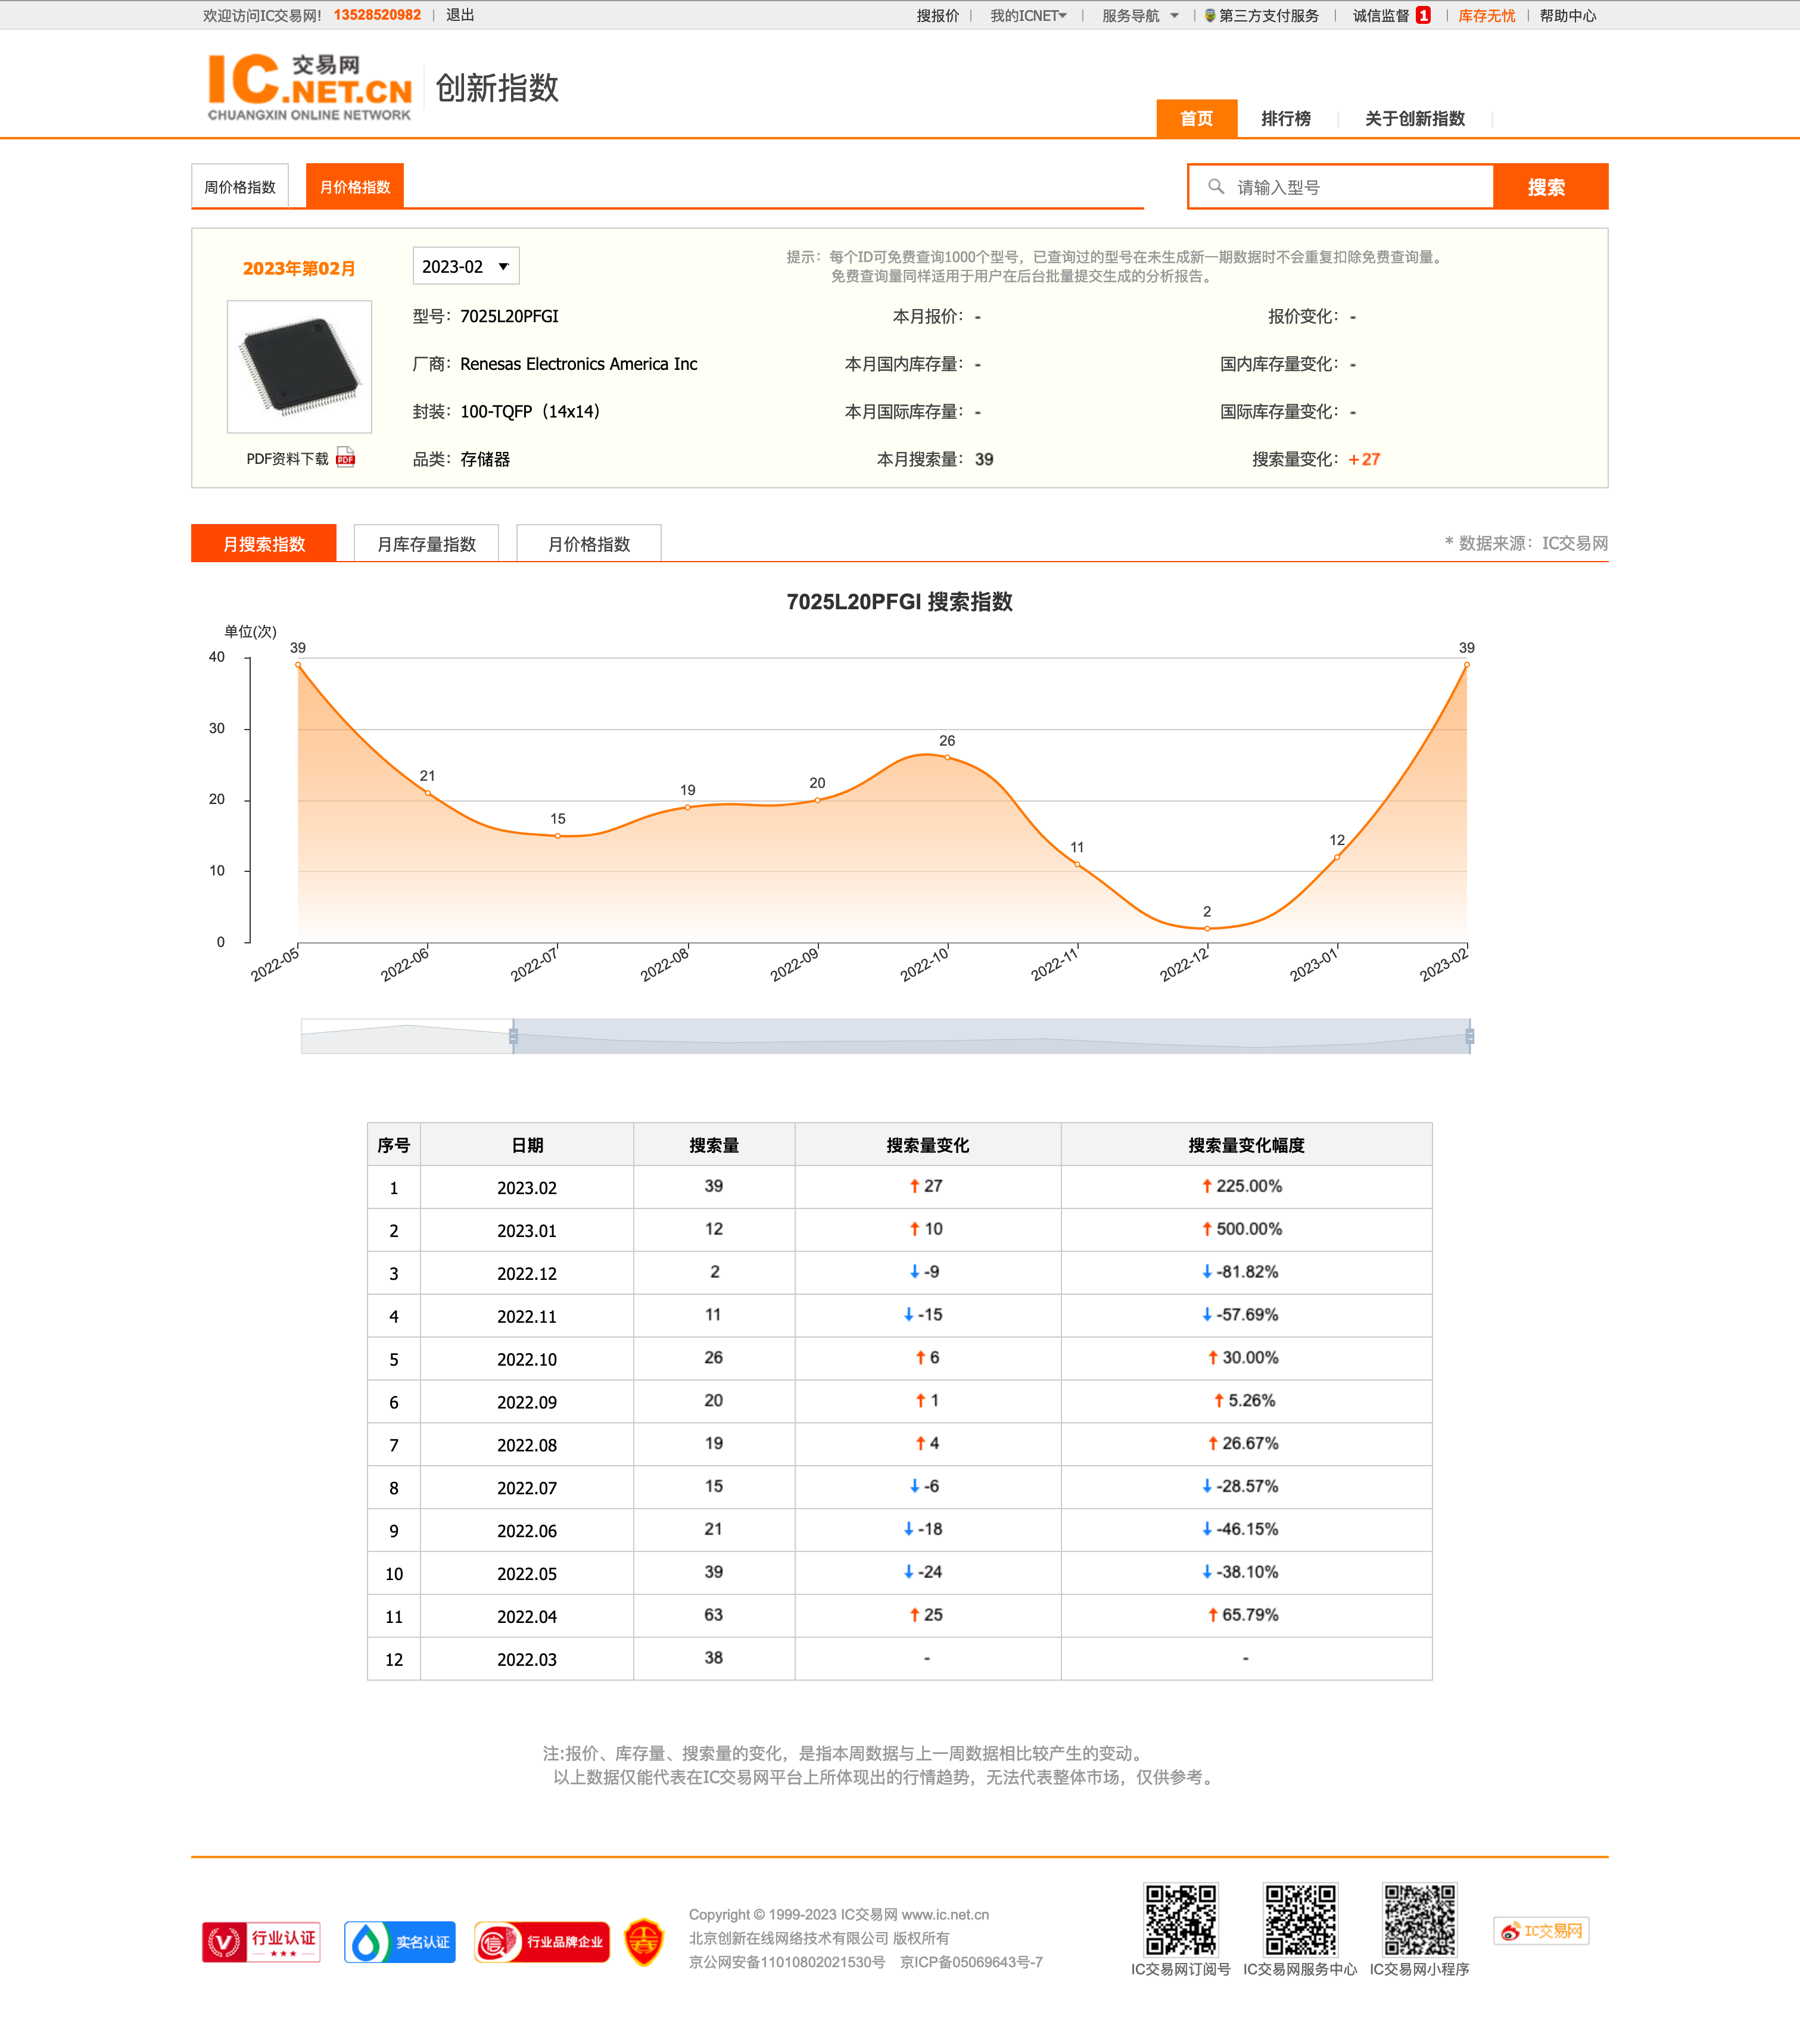 欢迎访问IC交易网! 13528520982 | 退出 搜报价 | 我的ICNET | 服务导航 | 第三方支付服务 | 诚信监督 1 | 库存无忧 | 帮助中心
IC 交易网 .NET.CN
CHUANGXIN ONLINE NETWORK
创新指数
首页 排行榜 关于创新指数
周价格指数 月价格指数 请输入型号 搜索
2023年第02月 2023-02
提示：每个ID可免费查询1000个型号，已查询过的型号在未生成新一期数据时不会重复扣除免费查询量。
免费查询量同样适用于用户在后台批量提交生成的分析报告。
型号：7025L20PFGI 本月报价：- 报价变化：-
厂商：Renesas Electronics America Inc 本月国内库存量：- 国内库存量变化：-
封装：100-TQFP（14x14） 本月国际库存量：- 国际库存量变化：-
PDF资料下载 PDF 品类：存储器 本月搜索量：39 搜索量变化：+27
月搜索指数 月库存量指数 月价格指数 * 数据来源：IC交易网
7025L20PFGI 搜索指数
单位(次)
40
30
20
10
0
39 21 15 19 20 26 11 2 12 39
2022-05 2022-06 2022-07 2022-08 2022-09 2022-10 2022-11 2022-12 2023-01 2023-02
序号 日期 搜索量 搜索量变化 搜索量变化幅度
1 2023.02 39 ↑ 27 ↑ 225.00%
2 2023.01 12 ↑ 10 ↑ 500.00%
3 2022.12 2 ↓ -9 ↓ -81.82%
4 2022.11 11 ↓ -15 ↓ -57.69%
5 2022.10 26 ↑ 6 ↑ 30.00%
6 2022.09 20 ↑ 1 ↑ 5.26%
7 2022.08 19 ↑ 4 ↑ 26.67%
8 2022.07 15 ↓ -6 ↓ -28.57%
9 2022.06 21 ↓ -18 ↓ -46.15%
10 2022.05 39 ↓ -24 ↓ -38.10%
11 2022.04 63 ↑ 25 ↑ 65.79%
12 2022.03 38 - -
注:报价、库存量、搜索量的变化，是指本周数据与上一周数据相比较产生的变动。
以上数据仅能代表在IC交易网平台上所体现出的行情趋势，无法代表整体市场，仅供参考。
行业认证 实名认证 信 行业品牌企业
Copyright © 1999-2023 IC交易网 www.ic.net.cn
北京创新在线网络技术有限公司 版权所有
京公网安备11010802021530号 京ICP备05069643号-7
IC交易网订阅号 IC交易网服务中心 IC交易网小程序
IC交易网